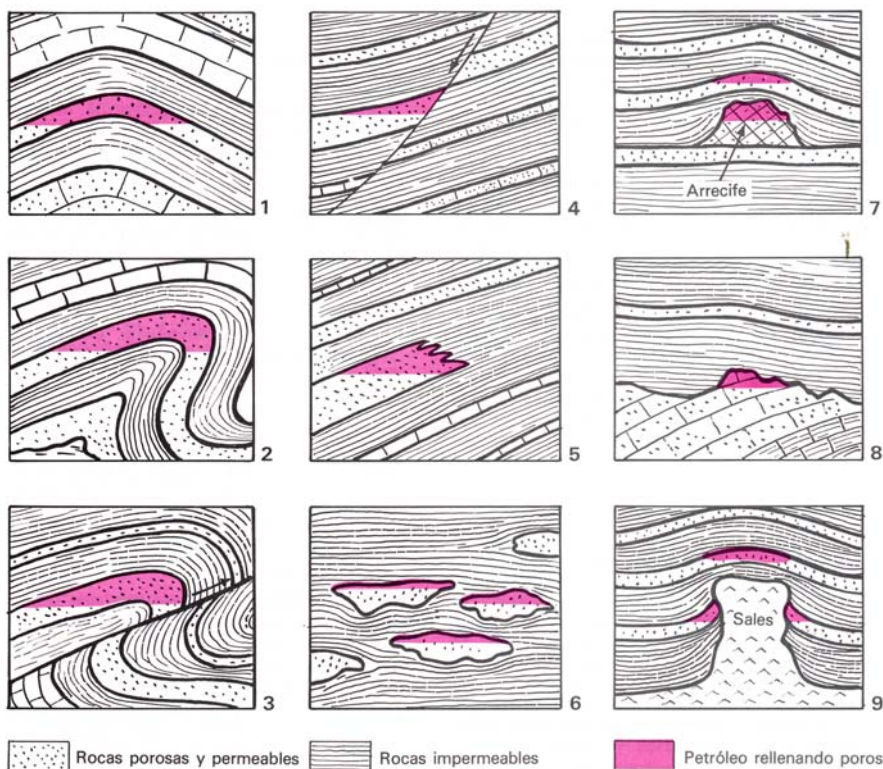 1
4
Arrecife
7
2
5
8
3
6
Sales
9
Rocas porosas y permeables
Rocas impermeables
Petróleo rellenando poros